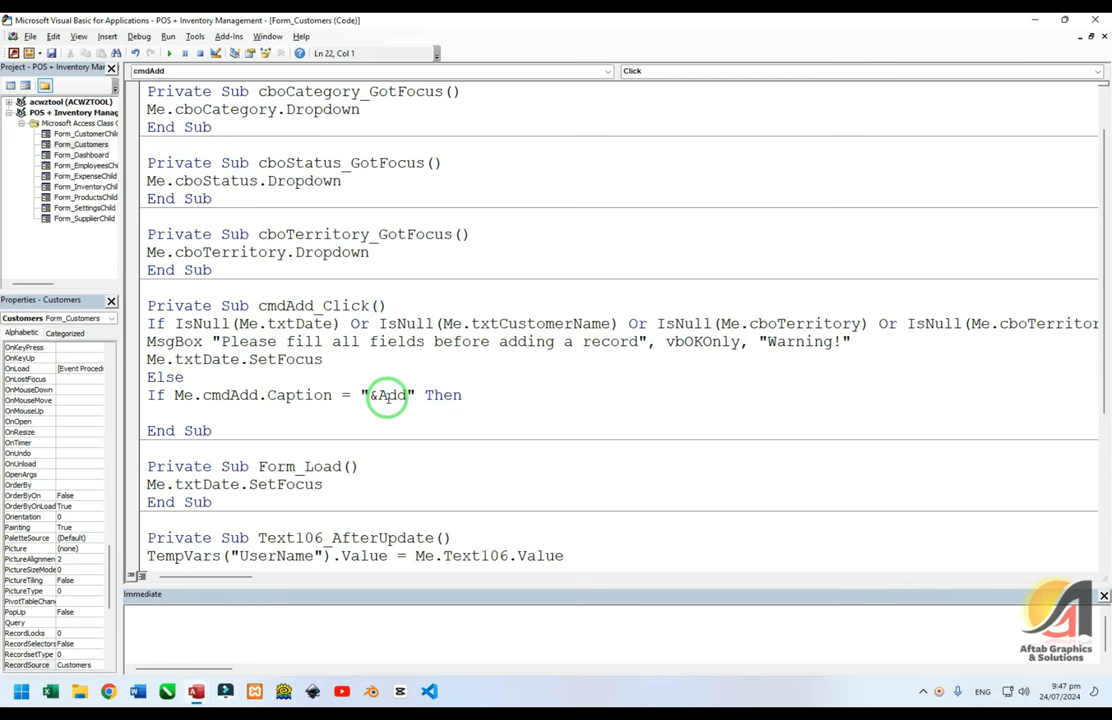 Microsoft Visual Basic for Applications - POS + Inventory Management - [Form_Customers (Code)]
File Edit View Insert Debug Run Tools Add-Ins Window Help
Ln 22, Col 1
Project - POS + Inventory Mana
acwztool (ACWZTOOL)
POS + Inventory Manag
Microsoft Access Class C
Form_CustomerChil
Form_Customers
Form_Dashboard
Form_EmployeesChi
Form_ExpenseChild
Form_InventoryChil
Form_ProductsChild
Form_SettingsChild
Form_SupplierChild
Properties - Customers
Customers Form_Customers
Alphabetic Categorized
OnKeyPress
OnKeyUp
OnLoad [Event Procedu
OnLostFocus
OnMouseDown
OnMouseMove
OnMouseUp
OnOpen
OnResize
OnTimer
OnUndo
OnUnload
OpenArgs
OrderByOn False
OrderByOnLoad True
Orientation 0
Painting True
PaletteSource (Default)
Picture (none)
PictureAlignmen 2
PictureSizeMode 0
PictureTiling False
PictureType 0
PivotTableChan
PopUp False
Query
RecordLocks 0
RecordSelectors False
RecordsetType 0
RecordSource Customers
cmdAdd Click
Private Sub cboCategory_GotFocus()
Me.cboCategory.Dropdown
End Sub
Private Sub cboStatus_GotFocus()
Me.cboStatus.Dropdown
End Sub
Private Sub cboTerritory_GotFocus()
Me.cboTerritory.Dropdown
End Sub
Private Sub cmdAdd_Click()
If IsNull(Me.txtDate) Or IsNull(Me.txtCustomerName) Or IsNull(Me.cboTerritory) Or IsNull(Me.cboTerritor
MsgBox "Please fill all fields before adding a record", vbOKOnly, "Warning!"
Me.txtDate.SetFocus
Else
If Me.cmdAdd.Caption = "&Add" Then
End Sub
Private Sub Form_Load()
Me.txtDate.SetFocus
End Sub
Private Sub Text106_AfterUpdate()
TempVars("UserName").Value = Me.Text106.Value
Immediate
Aftab Graphics
& Solutions
ENG
9:47 pm
24/07/2024